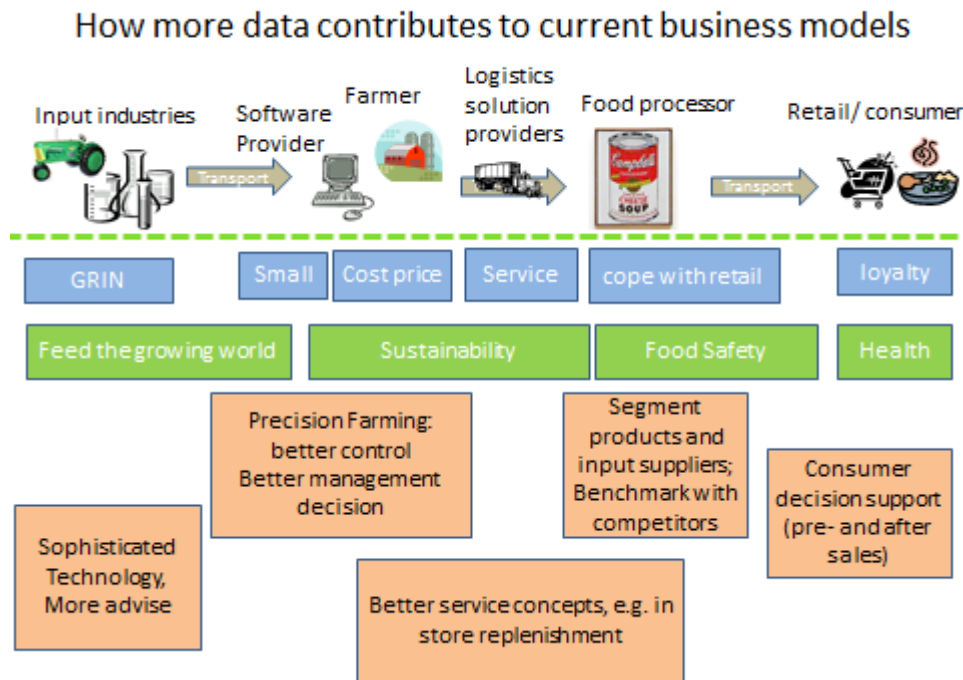 How more data contributes to current business models
Input industries
Software
Provider
Farmer
Logistics
solution
providers
Food processor
Retail/ consumer
Transport
Campbell's
TOMATO
SOUP
Transport
GRIN
Small
Cost price
Service
cope with retail
loyalty
Feed the growing world
Sustainability
Food Safety
Health
Precision Farming:
better control
Better management
decision
Segment
products and
input suppliers;
Benchmark with
competitors
Consumer
decision support
(pre- and after
sales)
Sophisticated
Technology,
More advise
Better service concepts, e.g. in
store replenishment